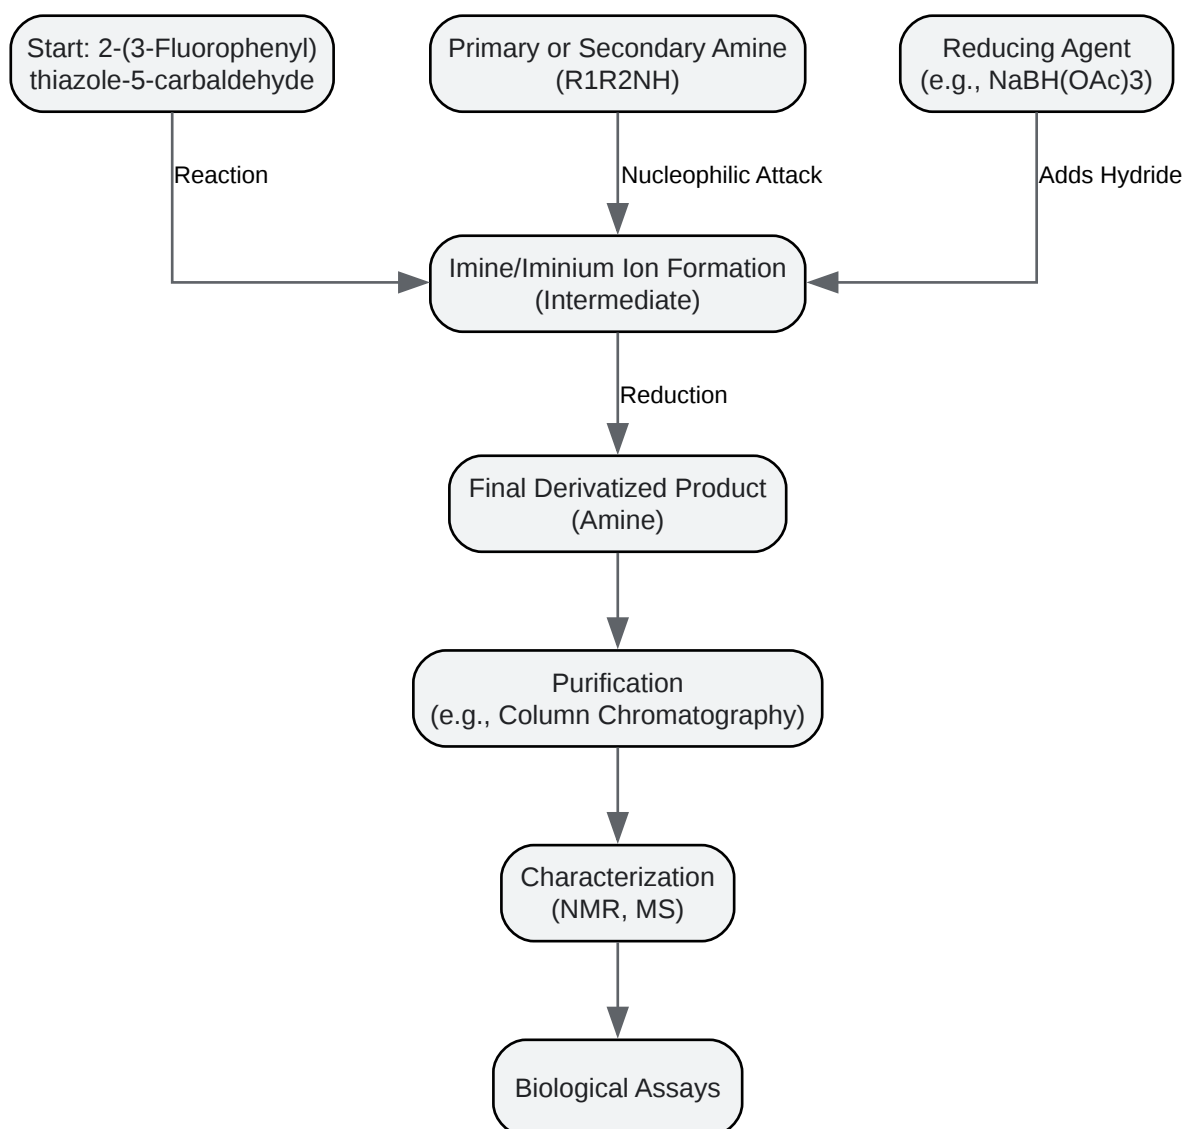 Start: 2-(3-Fluorophenyl)
thiazole-5-carbaldehyde
Primary or Secondary Amine
(R1R2NH)
Reducing Agent
(e.g., NaBH(OAc)3)
Reaction
Nucleophilic Attack
Adds Hydride
Imine/Iminium Ion Formation
(Intermediate)
Reduction
Final Derivatized Product
(Amine)
Purification
(e.g., Column Chromatography)
Characterization
(NMR, MS)
Biological Assays